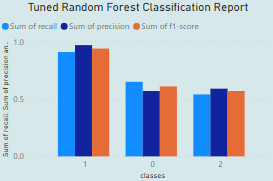 Tuned Random Forest Classification Report
Sum of recall Sum of precision Sum of f1-score
Sum of recall, Sum of precision an...
1.0
0.5
0.0
1 0 2
classes